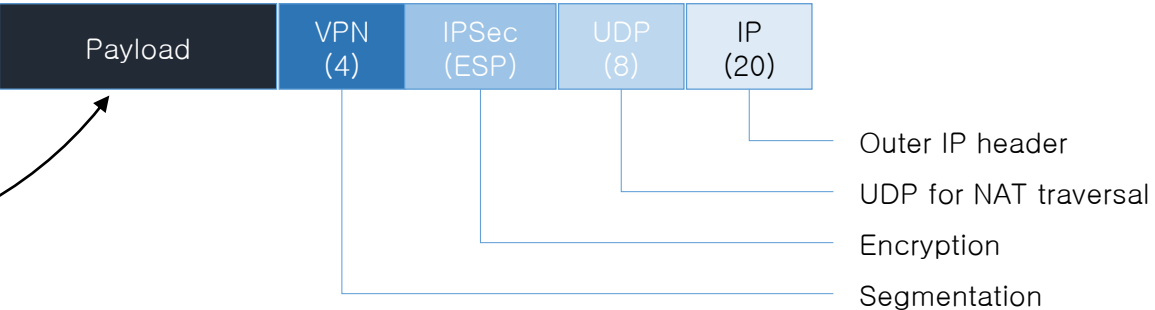 Payload
VPN
(4)
IPSec
(ESP)
UDP
(8)
IP
(20)
Outer IP header
UDP for NAT traversal
Encryption
Segmentation